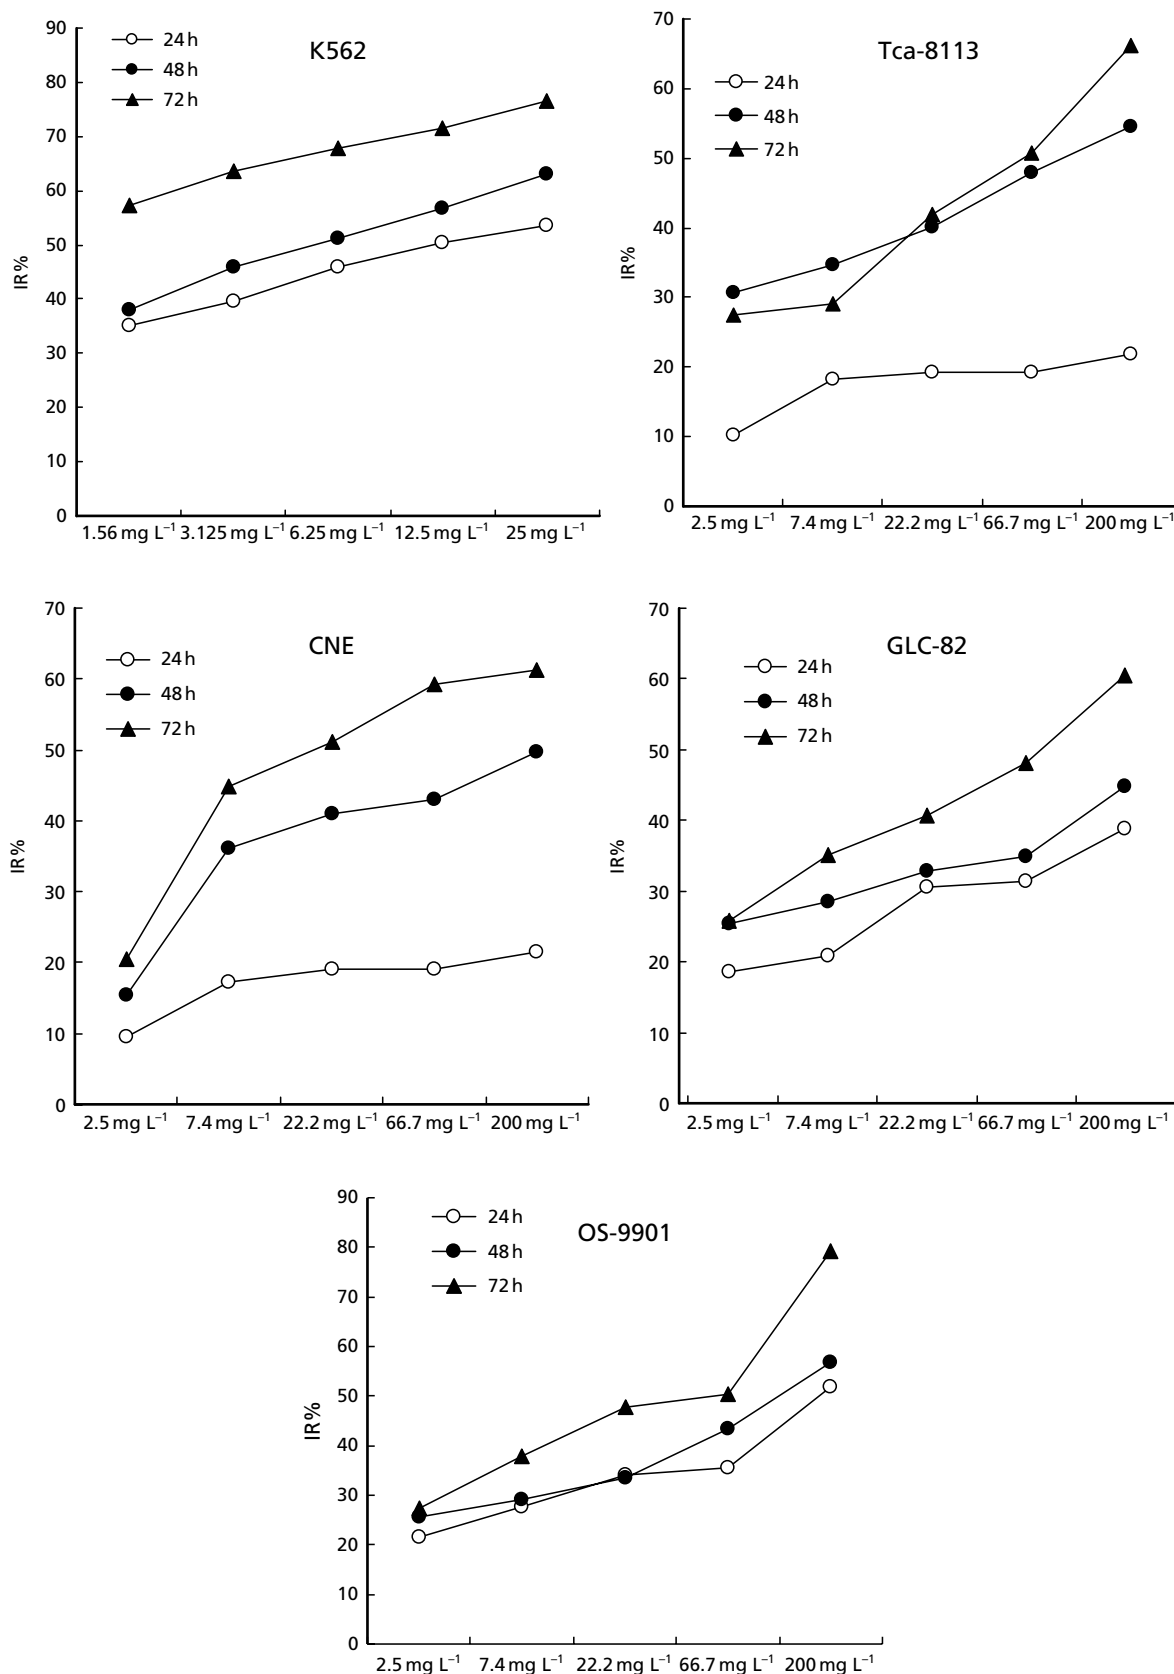 K562
24 h
48 h
72 h
IR%
90
80
70
60
50
40
30
20
10
0
1.56 mg L⁻¹ 3.125 mg L⁻¹ 6.25 mg L⁻¹ 12.5 mg L⁻¹ 25 mg L⁻¹
Tca-8113
24 h
48 h
72 h
IR%
70
60
50
40
30
20
10
0
2.5 mg L⁻¹ 7.4 mg L⁻¹ 22.2 mg L⁻¹ 66.7 mg L⁻¹ 200 mg L⁻¹
CNE
24 h
48 h
72 h
IR%
70
60
50
40
30
20
10
0
2.5 mg L⁻¹ 7.4 mg L⁻¹ 22.2 mg L⁻¹ 66.7 mg L⁻¹ 200 mg L⁻¹
GLC-82
24 h
48 h
72 h
IR%
70
60
50
40
30
20
10
0
2.5 mg L⁻¹ 7.4 mg L⁻¹ 22.2 mg L⁻¹ 66.7 mg L⁻¹ 200 mg L⁻¹
OS-9901
24 h
48 h
72 h
IR%
90
80
70
60
50
40
30
20
10
0
2.5 mg L⁻¹ 7.4 mg L⁻¹ 22.2 mg L⁻¹ 66.7 mg L⁻¹ 200 mg L⁻¹